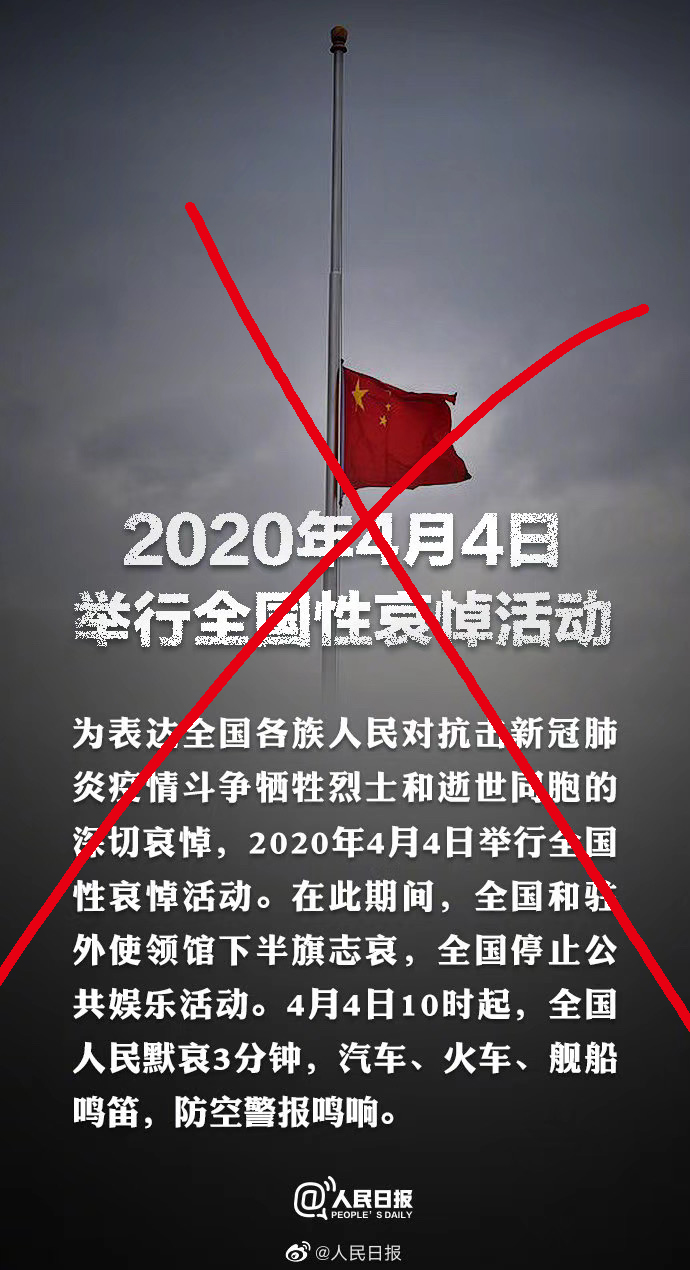 2020年4月4日
举行全国性哀悼活动
为表达全国各族人民对抗击新冠肺
炎疫情斗争牺牲烈士和逝世同胞的
深切哀悼，2020年4月4日举行全国
性哀悼活动。在此期间，全国和驻
外使领馆下半旗志哀，全国停止公
共娱乐活动。4月4日10时起，全国
人民默哀3分钟，汽车、火车、舰船
鸣笛，防空警报鸣响。
@人民日报
PEOPLE'S DAILY
@人民日报